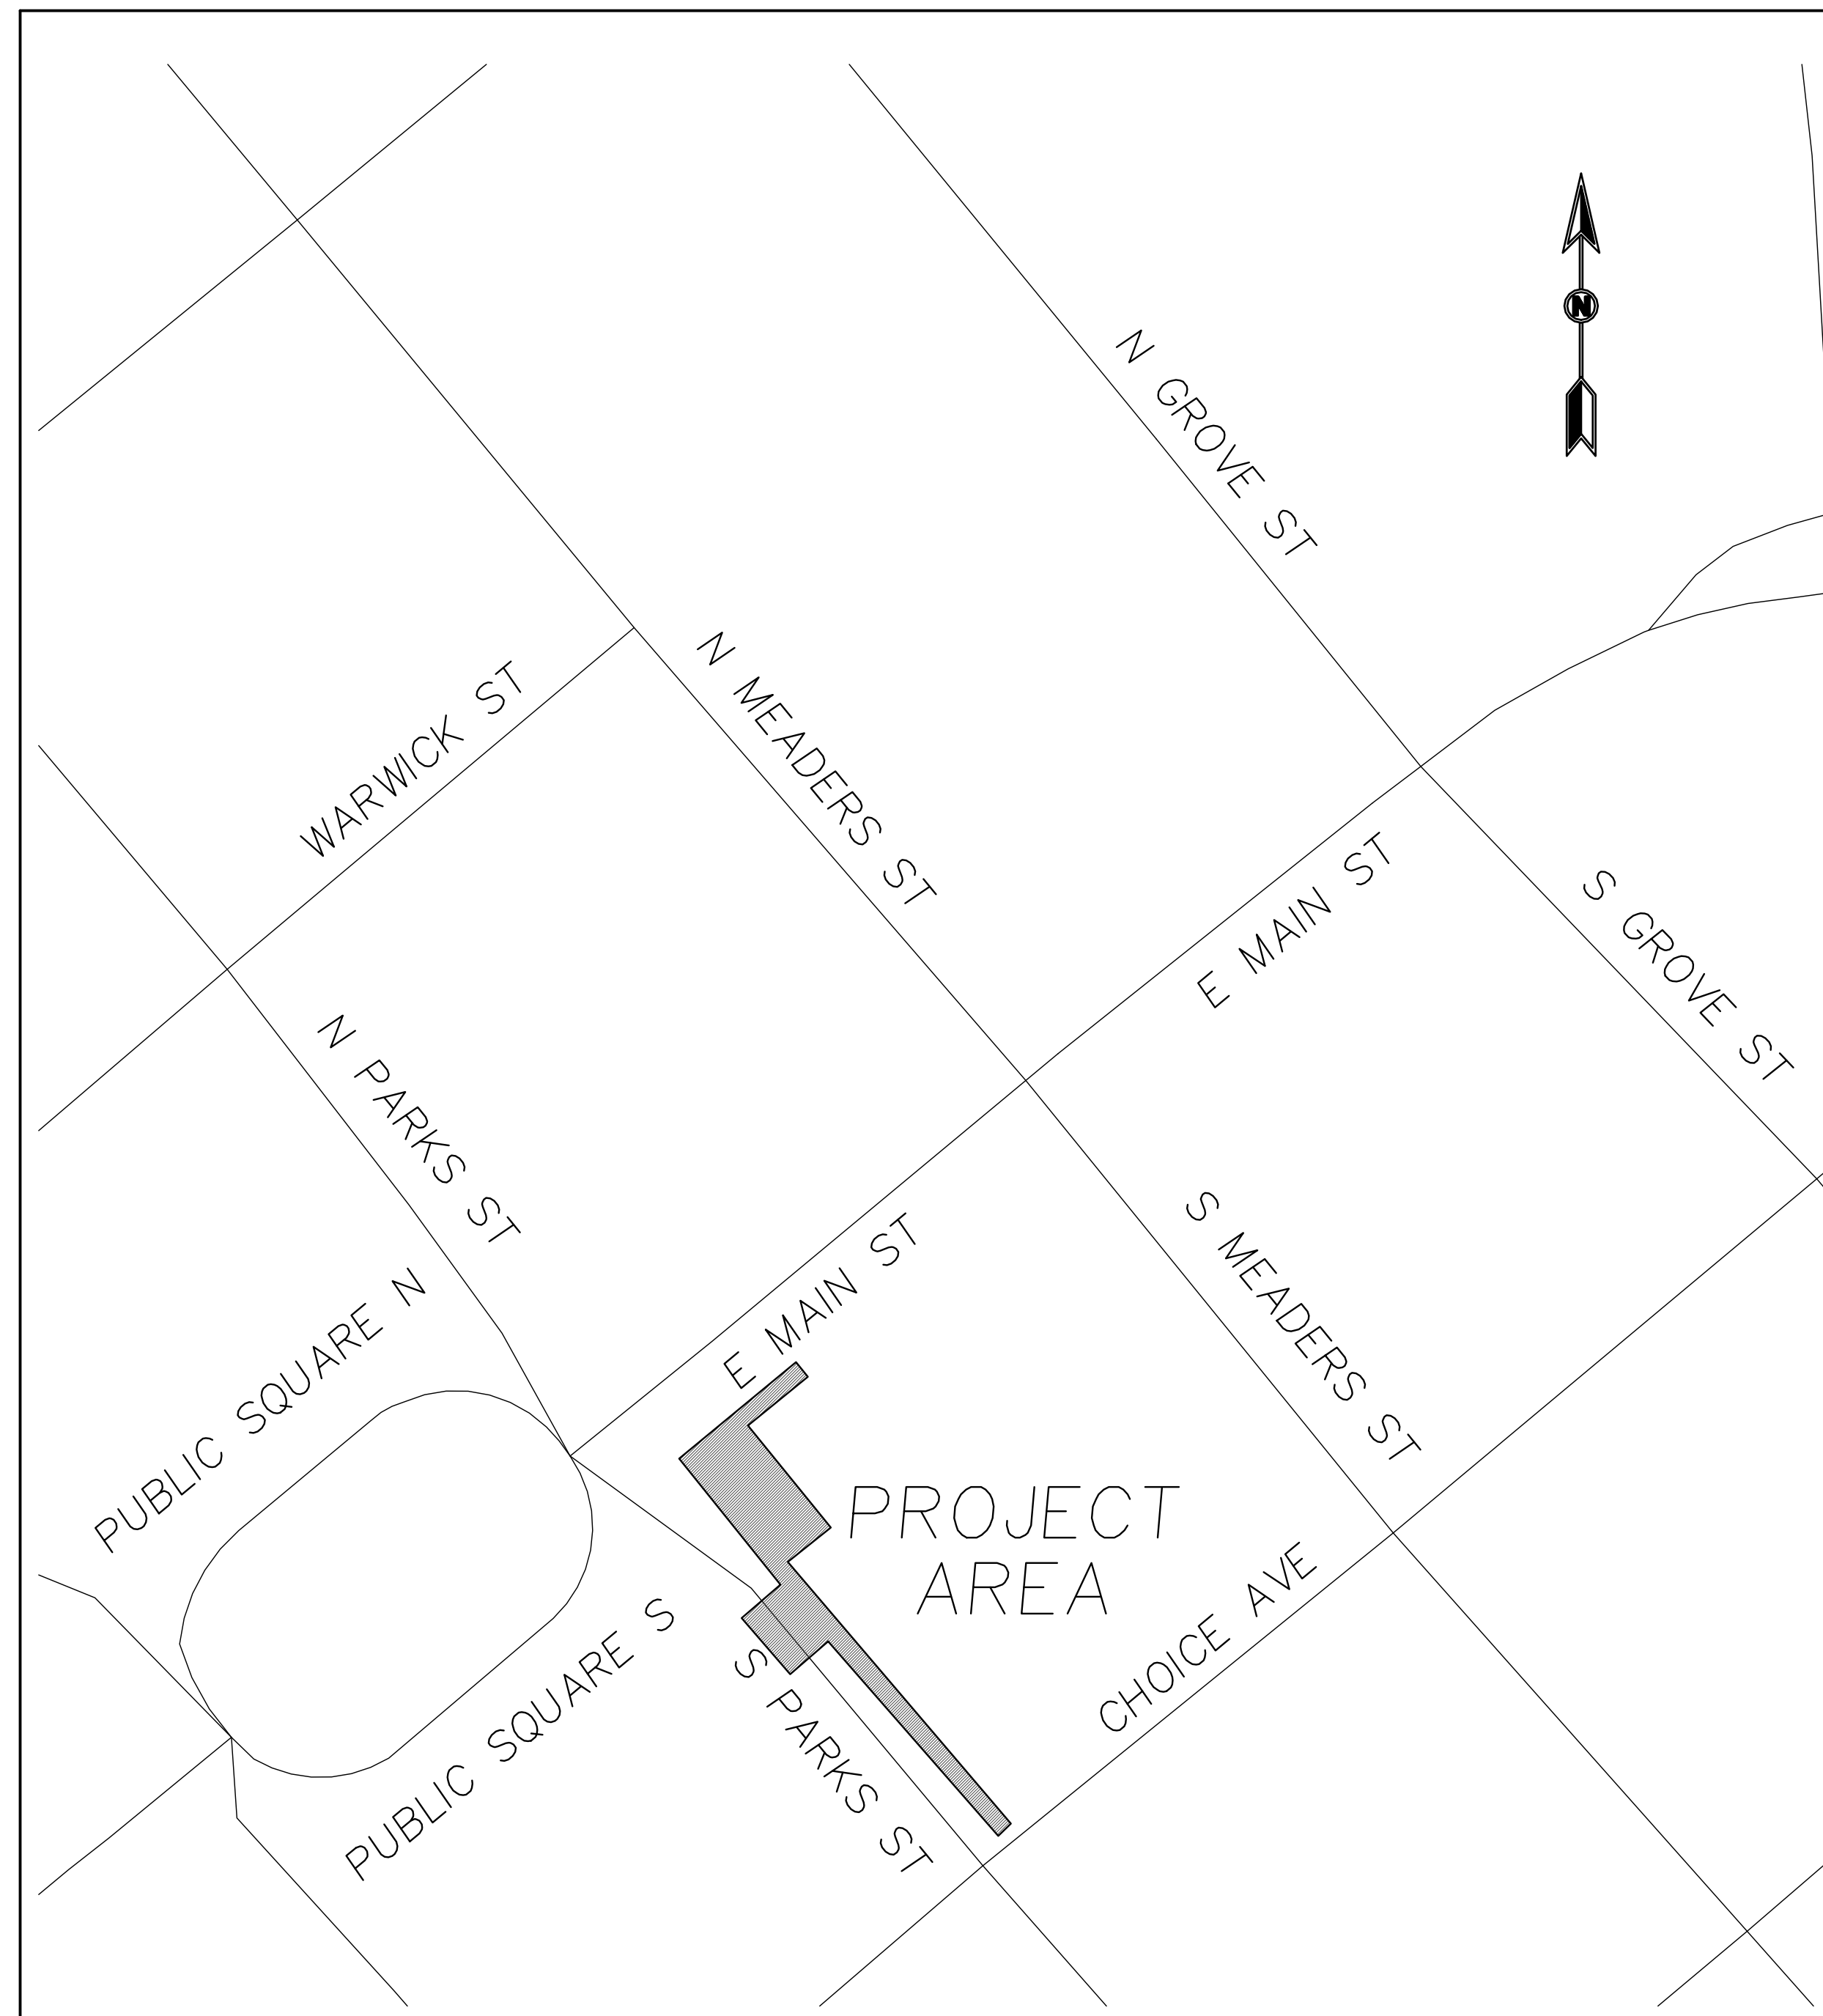 N GROVE ST
N
WARWICK ST
N MEADERS ST
E MAIN ST
S GROVE ST
N PARKS ST
PUBLIC SQUARE N
E MAIN ST
S MEADERS ST
PROJECT
AREA
PUBLIC SQUARE S
S PARKS ST
CHOICE AVE